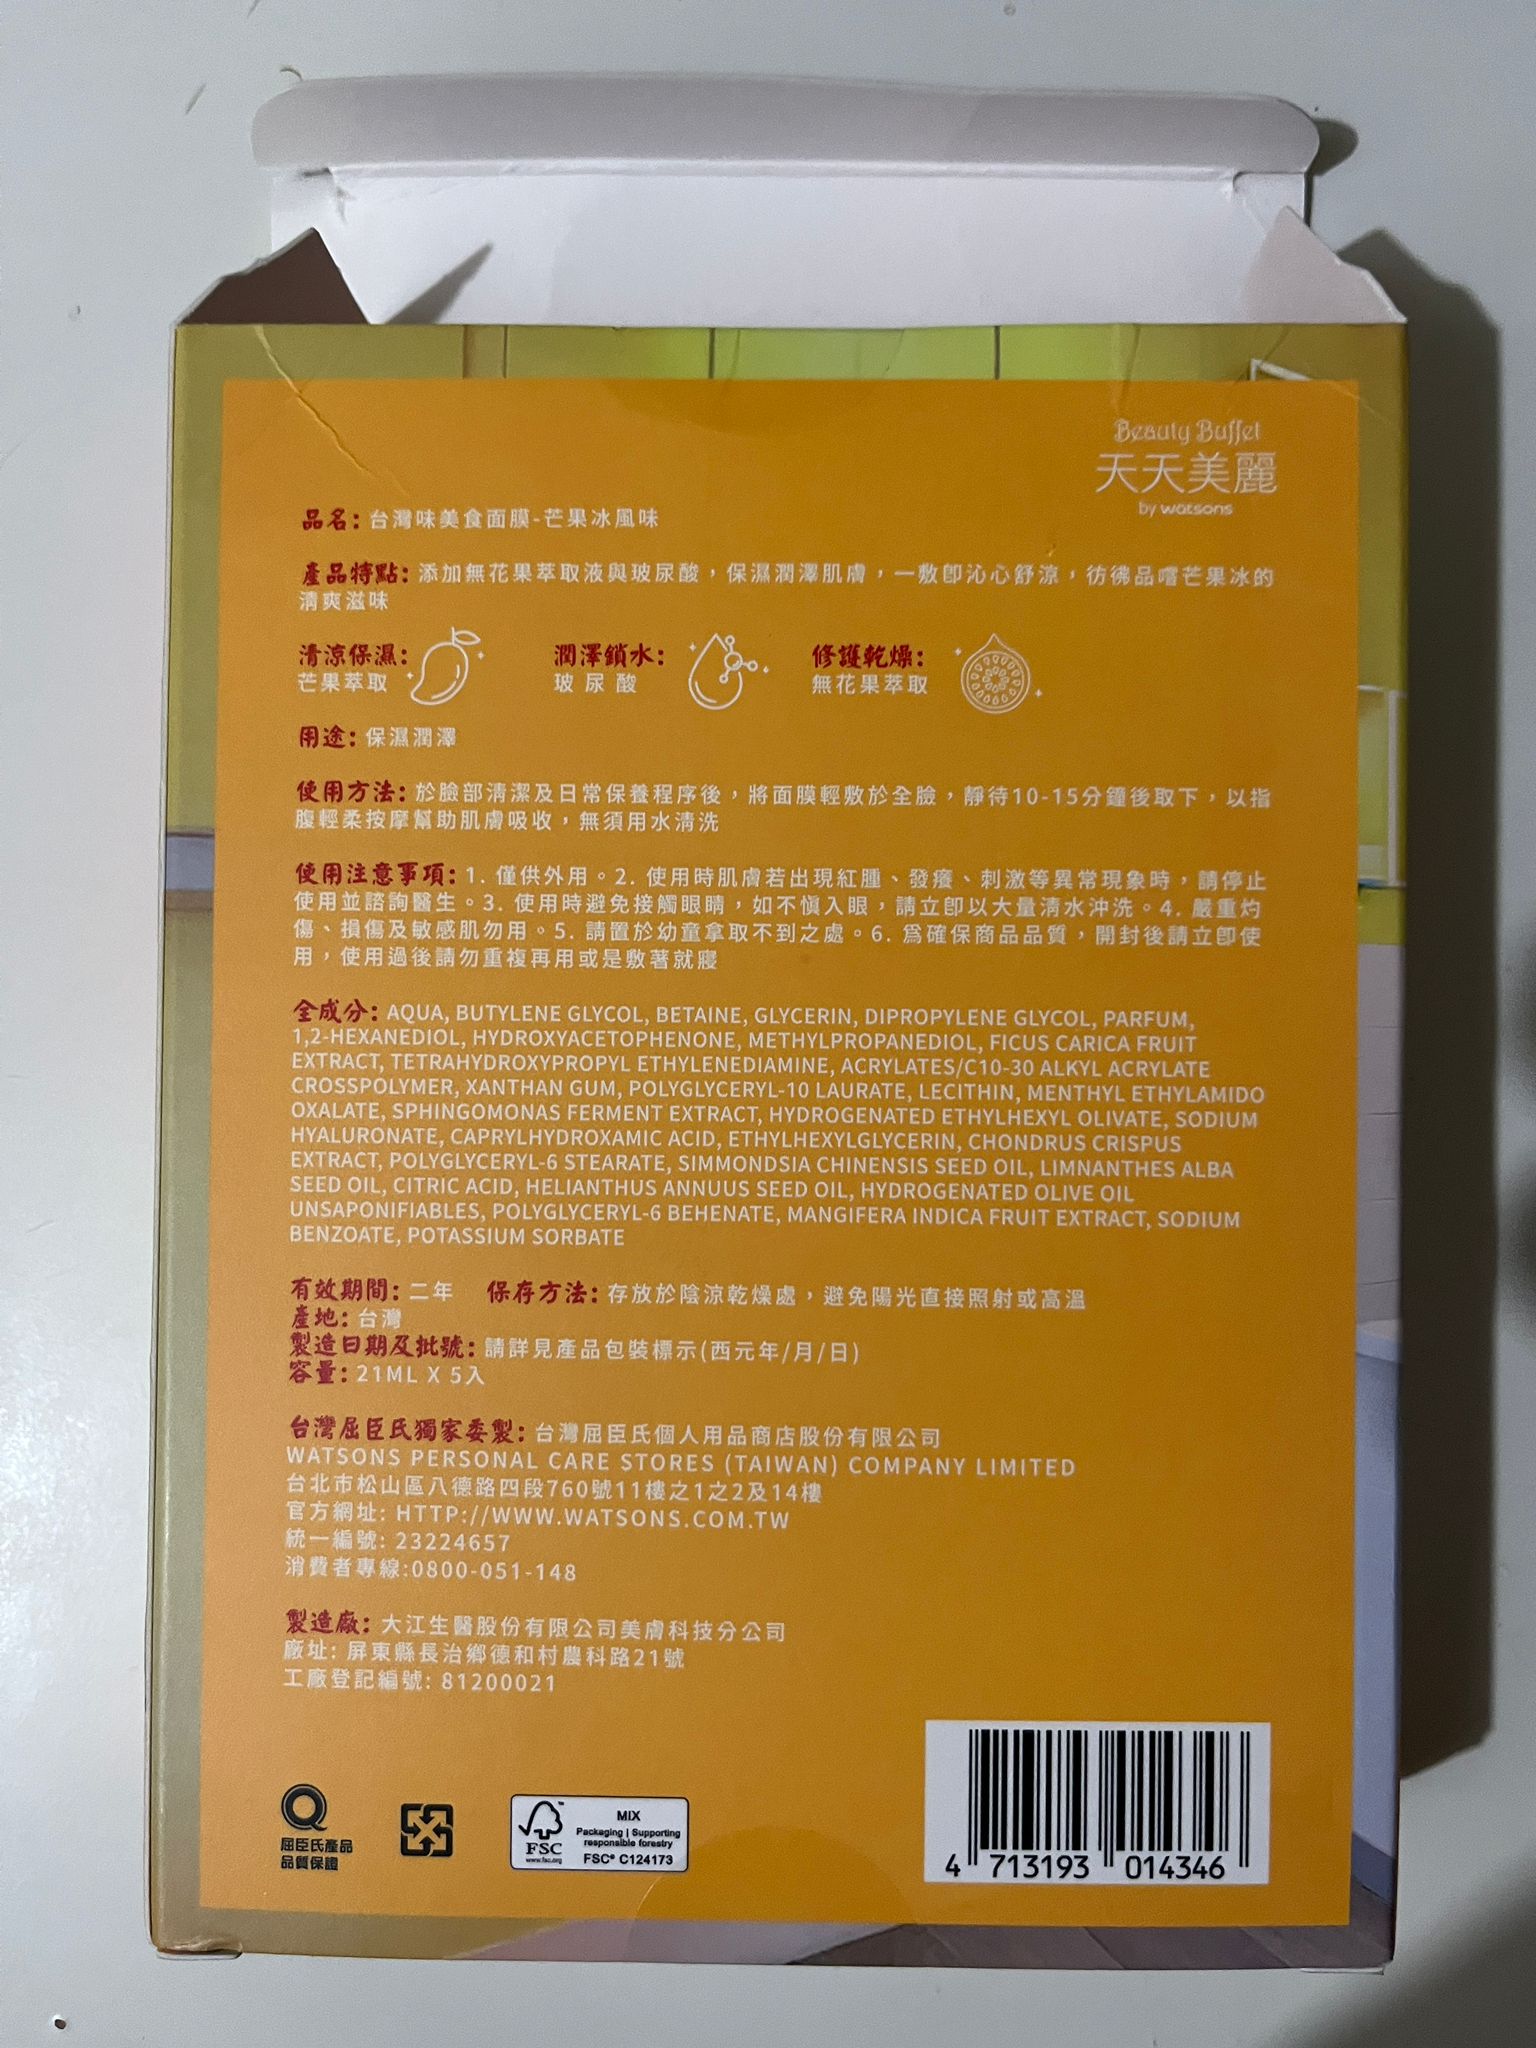 Beauty Buffet
天天美麗
by watsons
品名: 台灣味美食面膜-芒果冰風味
產品特點: 添加無花果萃取液與玻尿酸，保濕潤澤肌膚，一敷即沁心舒涼，彷彿品嚐芒果冰的
清爽滋味
清涼保濕:
芒果萃取
潤澤鎖水:
玻尿酸
修護乾燥:
無花果萃取
用途: 保濕潤澤
使用方法: 於臉部清潔及日常保養程序後，將面膜輕敷於全臉，靜待10-15分鐘後取下，以指
腹輕柔按摩幫助肌膚吸收，無須用水清洗
使用注意事項: 1. 僅供外用。2. 使用時肌膚若出現紅腫、發癢、刺激等異常現象時，請停止
使用並諮詢醫生。3. 使用時避免接觸眼睛，如不慎入眼，請立即以大量清水沖洗。4. 嚴重灼
傷、損傷及敏感肌勿用。5. 請置於幼童拿取不到之處。6. 為確保商品品質，開封後請立即使
用，使用過後請勿重複再用或是敷著就寢
全成分: AQUA, BUTYLENE GLYCOL, BETAINE, GLYCERIN, DIPROPYLENE GLYCOL, PARFUM,
1,2-HEXANEDIOL, HYDROXYACETOPHENONE, METHYLPROPANEDIOL, FICUS CARICA FRUIT
EXTRACT, TETRAHYDROXYPROPYL ETHYLENEDIAMINE, ACRYLATES/C10-30 ALKYL ACRYLATE
CROSSPOLYMER, XANTHAN GUM, POLYGLYCERYL-10 LAURATE, LECITHIN, MENTHYL ETHYLAMIDO
OXALATE, SPHINGOMONAS FERMENT EXTRACT, HYDROGENATED ETHYLHEXYL OLIVATE, SODIUM
HYALURONATE, CAPRYLHYDROXAMIC ACID, ETHYLHEXYLGLYCERIN, CHONDRUS CRISPUS
EXTRACT, POLYGLYCERYL-6 STEARATE, SIMMONDSIA CHINENSIS SEED OIL, LIMNANTHES ALBA
SEED OIL, CITRIC ACID, HELIANTHUS ANNUUS SEED OIL, HYDROGENATED OLIVE OIL
UNSAPONIFIABLES, POLYGLYCERYL-6 BEHENATE, MANGIFERA INDICA FRUIT EXTRACT, SODIUM
BENZOATE, POTASSIUM SORBATE
有效期間: 二年 保存方法: 存放於陰涼乾燥處，避免陽光直接照射或高溫
產地: 台灣
製造日期及批號: 請詳見產品包裝標示(西元年/月/日)
容量: 21ML X 5入
台灣屈臣氏獨家委製: 台灣屈臣氏個人用品商店股份有限公司
WATSONS PERSONAL CARE STORES (TAIWAN) COMPANY LIMITED
台北市松山區八德路四段760號11樓之1之2及14樓
官方網址: HTTP://WWW.WATSONS.COM.TW
統一編號: 23224657
消費者專線:0800-051-148
製造廠: 大江生醫股份有限公司美膚科技分公司
廠址: 屏東縣長治鄉德和村農科路21號
工廠登記編號: 81200021
屈臣氏產品
品質保證
FSC
www.fsc.org
MIX
Packaging | Supporting
responsible forestry
FSC® C124173
4 713193 014346